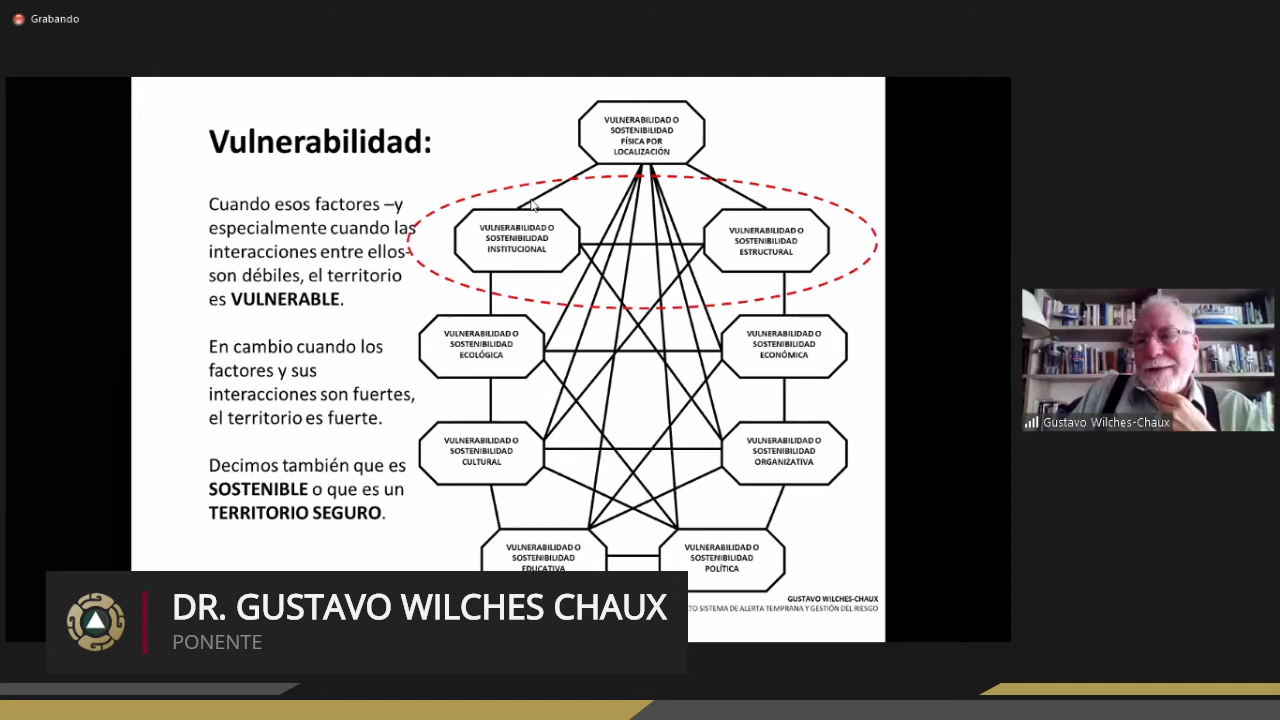 Grabando
Vulnerabilidad:
Cuando esos factores –y
especialmente cuando las
interacciones entre ellos-
son débiles, el territorio
es VULNERABLE.
En cambio cuando los
factores y sus
interacciones son fuertes,
el territorio es fuerte.
Decimos también que es
SOSTENIBLE o que es un
TERRITORIO SEGURO.
VULNERABILIDAD O
SOSTENIBILIDAD
FÍSICA POR
LOCALIZACIÓN
VULNERABILIDAD O
SOSTENIBILIDAD
INSTITUCIONAL
VULNERABILIDAD O
SOSTENIBILIDAD
ESTRUCTURAL
VULNERABILIDAD O
SOSTENIBILIDAD
ECOLÓGICA
VULNERABILIDAD O
SOSTENIBILIDAD
ECONÓMICA
VULNERABILIDAD O
SOSTENIBILIDAD
CULTURAL
VULNERABILIDAD O
SOSTENIBILIDAD
ORGANIZATIVA
VULNERABILIDAD O
SOSTENIBILIDAD
EDUCATIVA
VULNERABILIDAD O
SOSTENIBILIDAD
POLÍTICA
GUSTAVO WILCHES-CHAUX
SISTEMA DE ALERTA TEMPRANA Y GESTIÓN DEL RIESGO
Gustavo Wilches-Chaux
DR. GUSTAVO WILCHES CHAUX
PONENTE